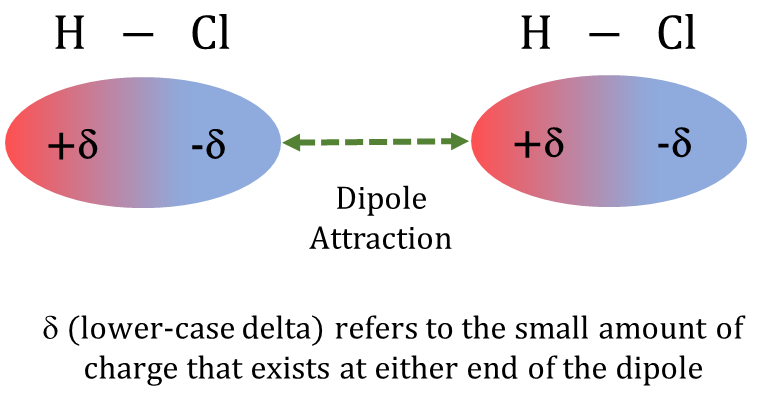 H – Cl H – Cl
+δ -δ +δ -δ
Dipole
Attraction
δ (lower-case delta) refers to the small amount of
charge that exists at either end of the dipole